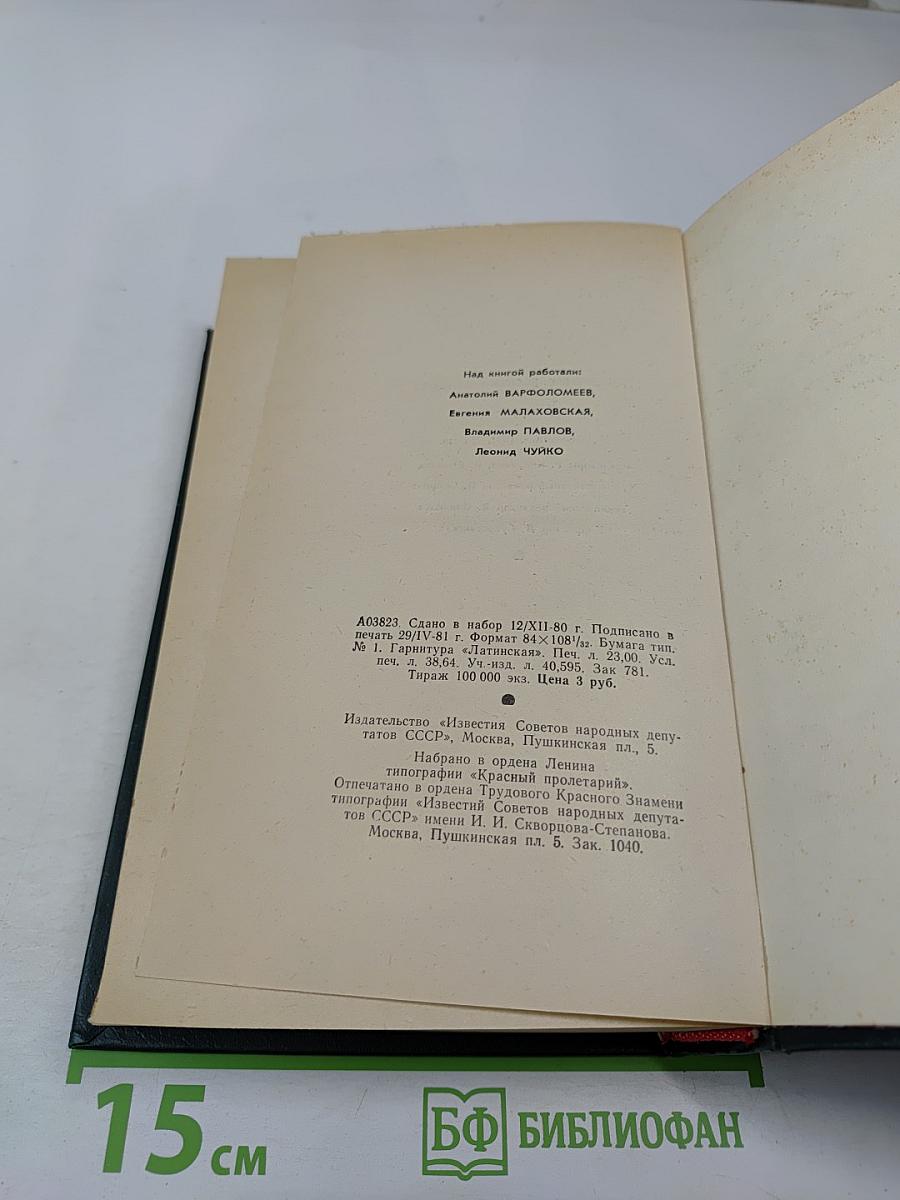 Над книгой работали:
Анатолий ВАРФОЛОМЕЕВ,
Евгения МАЛАХОВСКАЯ,
Владимир ПАВЛОВ,
Леонид ЧУЙКО
А03823. Сдано в набор 12/XII-80 г. Подписано в
печать 29/IV-81 г. Формат 84×108¹/₃₂. Бумага тип.
№ 1. Гарнитура «Латинская». Печ. л. 23,00. Усл.
печ. л. 38,64. Уч.-изд. л. 40,595. Зак 781.
Тираж 100 000 экз. Цена 3 руб.
Издательство «Известия Советов народных депу-
татов СССР», Москва, Пушкинская пл., 5.
Набрано в ордена Ленина
типографии «Красный пролетарий».
Отпечатано в ордена Трудового Красного Знамени
типографии «Известий Советов народных депута-
тов СССР» имени И. И. Скворцова-Степанова.
Москва, Пушкинская пл. 5. Зак. 1040.
15 см
БФ БИБЛИОФАН